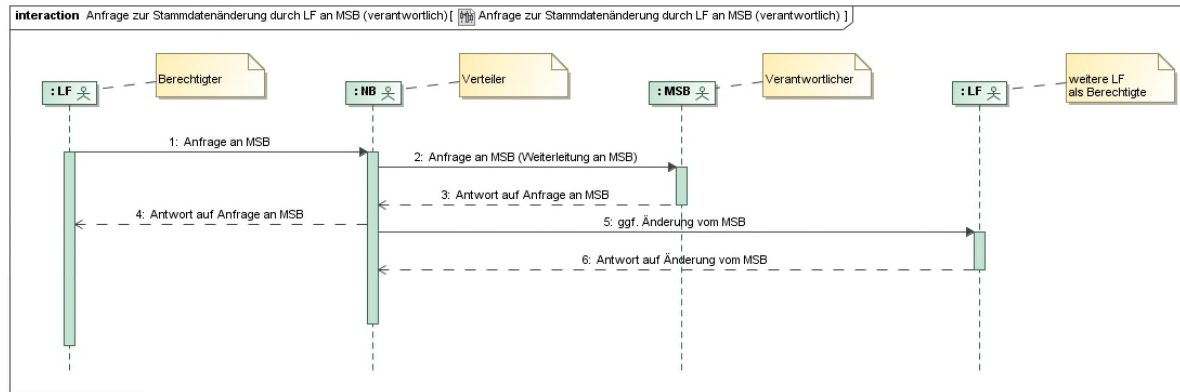 interaction Anfrage zur Stammdatenänderung durch LF an MSB (verantwortlich) [ Anfrage zur Stammdatenänderung durch LF an MSB (verantwortlich) ]
Berechtigter
Verteiler
Verantwortlicher
weitere LF
als Berechtigte
: LF
: NB
: MSB
: LF
1: Anfrage an MSB
2: Anfrage an MSB (Weiterleitung an MSB)
3: Antwort auf Anfrage an MSB
4: Antwort auf Anfrage an MSB
5: ggf. Änderung vom MSB
6: Antwort auf Änderung vom MSB